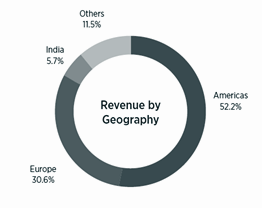 Others
11.5%
India
5.7%
Americas
52.2%
Revenue by
Geography
Europe
30.6%